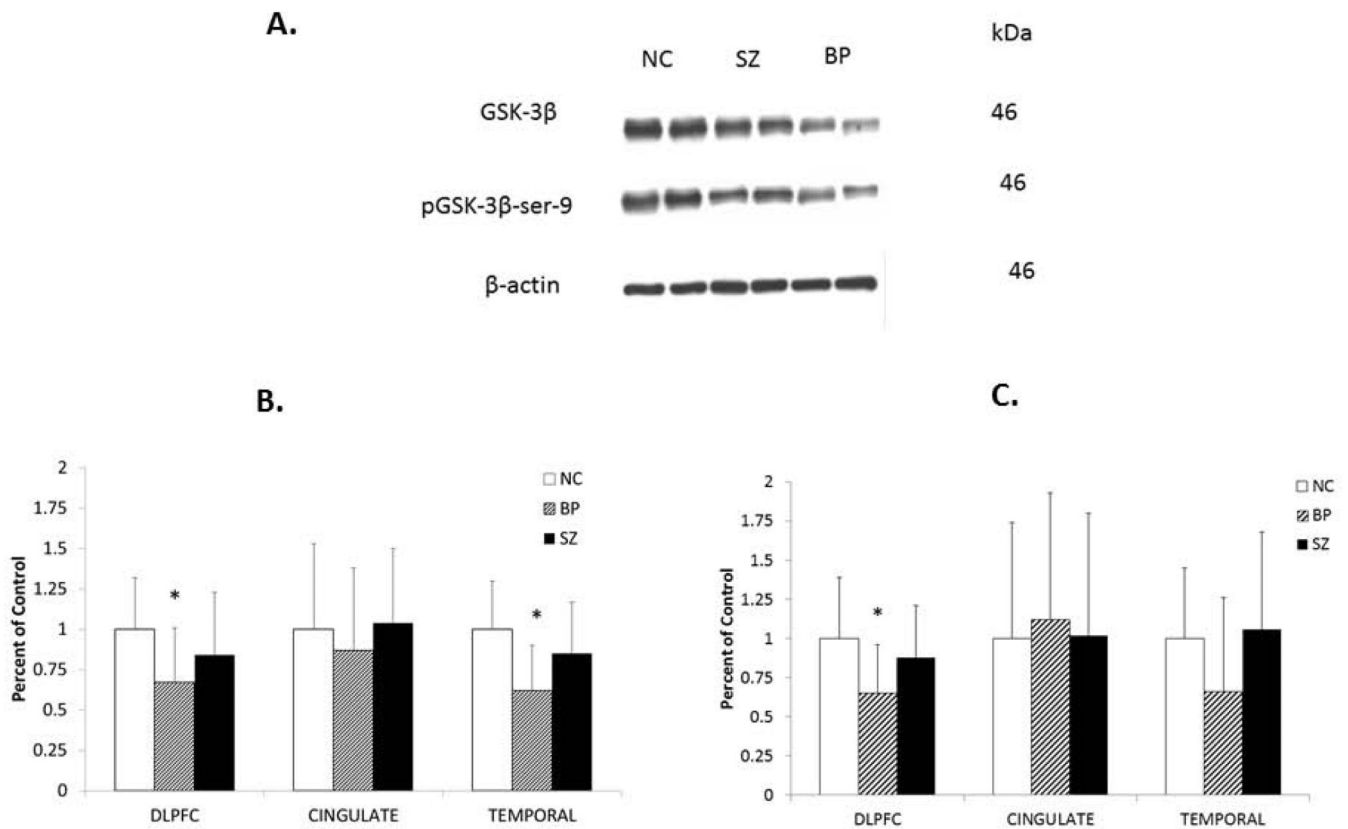 A.
kDa
NC SZ BP
GSK-3β 46
pGSK-3β-ser-9 46
β-actin 46
B.
Percent of Control
2
1.75
1.5
1.25
1
0.75
0.5
0.25
0
NC
BP
SZ
*
*
DLPFC CINGULATE TEMPORAL
C.
Percent of Control
2
1.75
1.5
1.25
1
0.75
0.5
0.25
0
NC
BP
SZ
*
DLPFC CINGULATE TEMPORAL